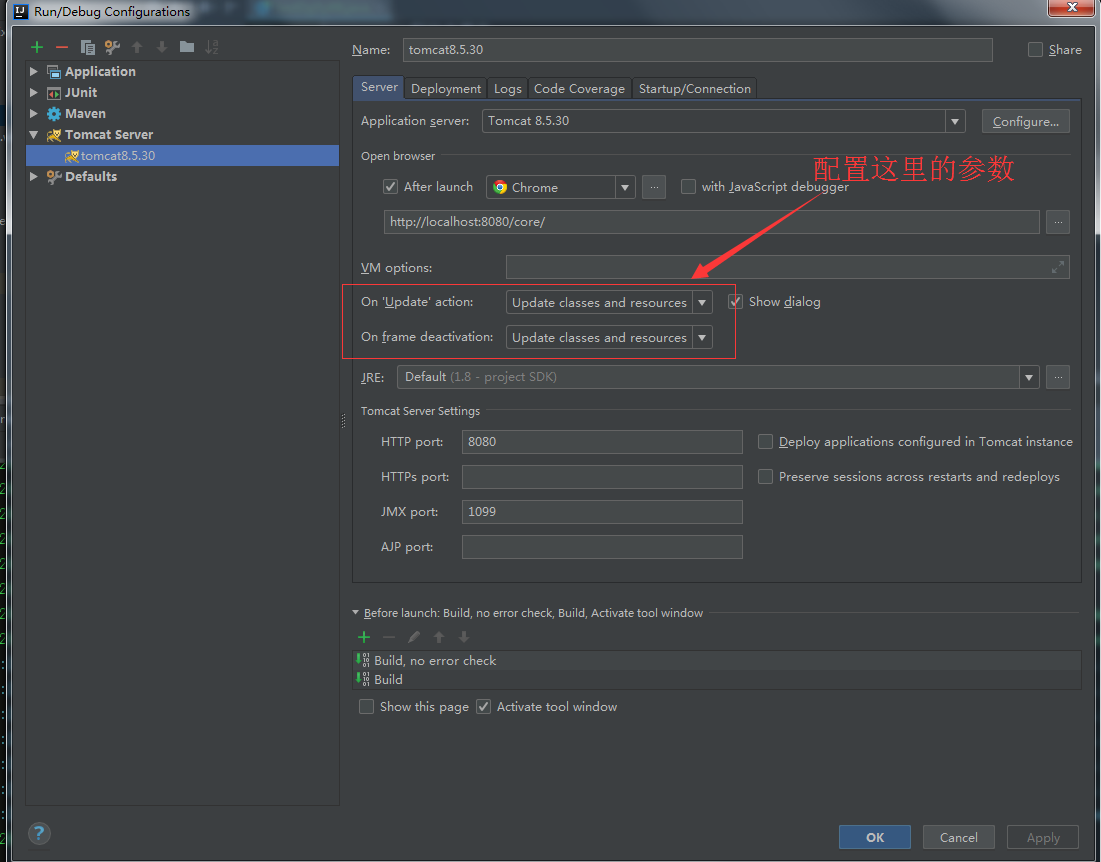 Run/Debug Configurations
Name: tomcat8.5.30 Share
Application
JUnit
Maven
Tomcat Server
tomcat8.5.30
Defaults
Server Deployment Logs Code Coverage Startup/Connection
Application server: Tomcat 8.5.30 Configure...
Open browser
配置这里的参数
After launch Chrome ... with JavaScript debugger
http://localhost:8080/core/ ...
VM options:
On 'Update' action: Update classes and resources Show dialog
On frame deactivation: Update classes and resources
JRE: Default (1.8 - project SDK) ...
Tomcat Server Settings
HTTP port: 8080 Deploy applications configured in Tomcat instance
HTTPs port: Preserve sessions across restarts and redeploys
JMX port: 1099
AJP port:
Before launch: Build, no error check, Build, Activate tool window
Build, no error check
Build
Show this page Activate tool window
? OK Cancel Apply